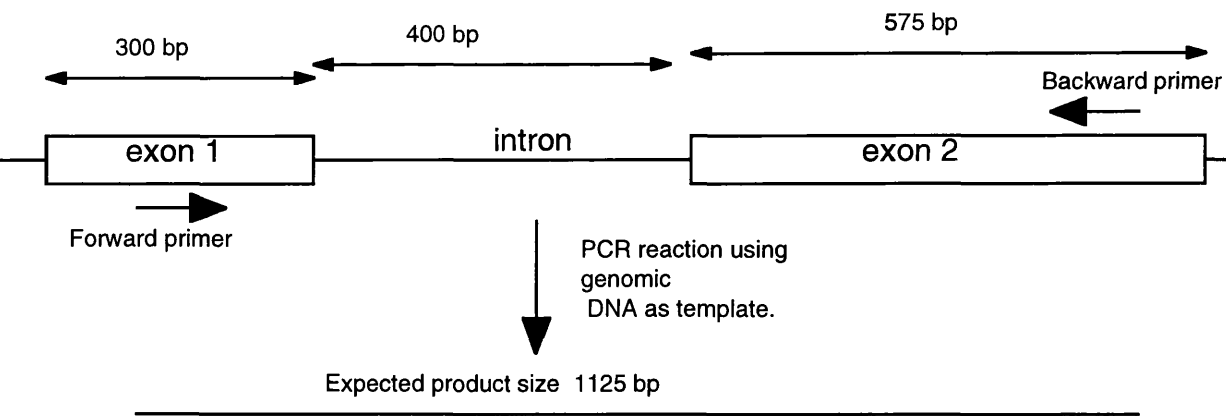 300 bp
400 bp
575 bp
Backward primer
exon 1
intron
exon 2
Forward primer
PCR reaction using
genomic
DNA as template.
Expected product size 1125 bp